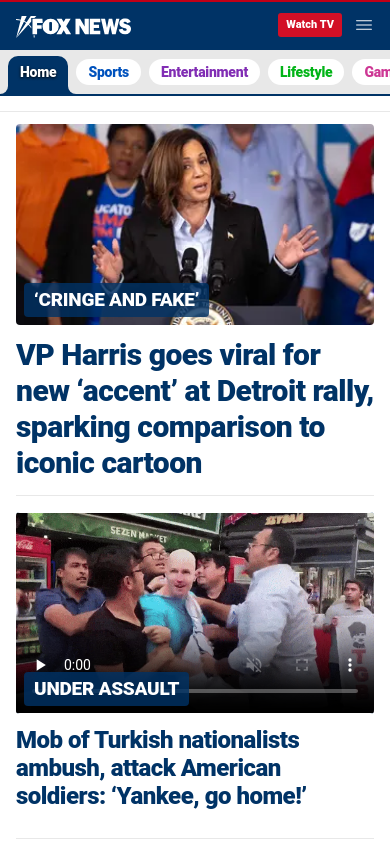 FOX NEWS
Watch TV
Home
Sports
Entertainment
Lifestyle
Gam
UCATO
‘CRINGE AND FAKE’
VP Harris goes viral for
new ‘accent’ at Detroit rally,
sparking comparison to
iconic cartoon
SEZEN MARKET
0:00
UNDER ASSAULT
Mob of Turkish nationalists
ambush, attack American
soldiers: ‘Yankee, go home!’